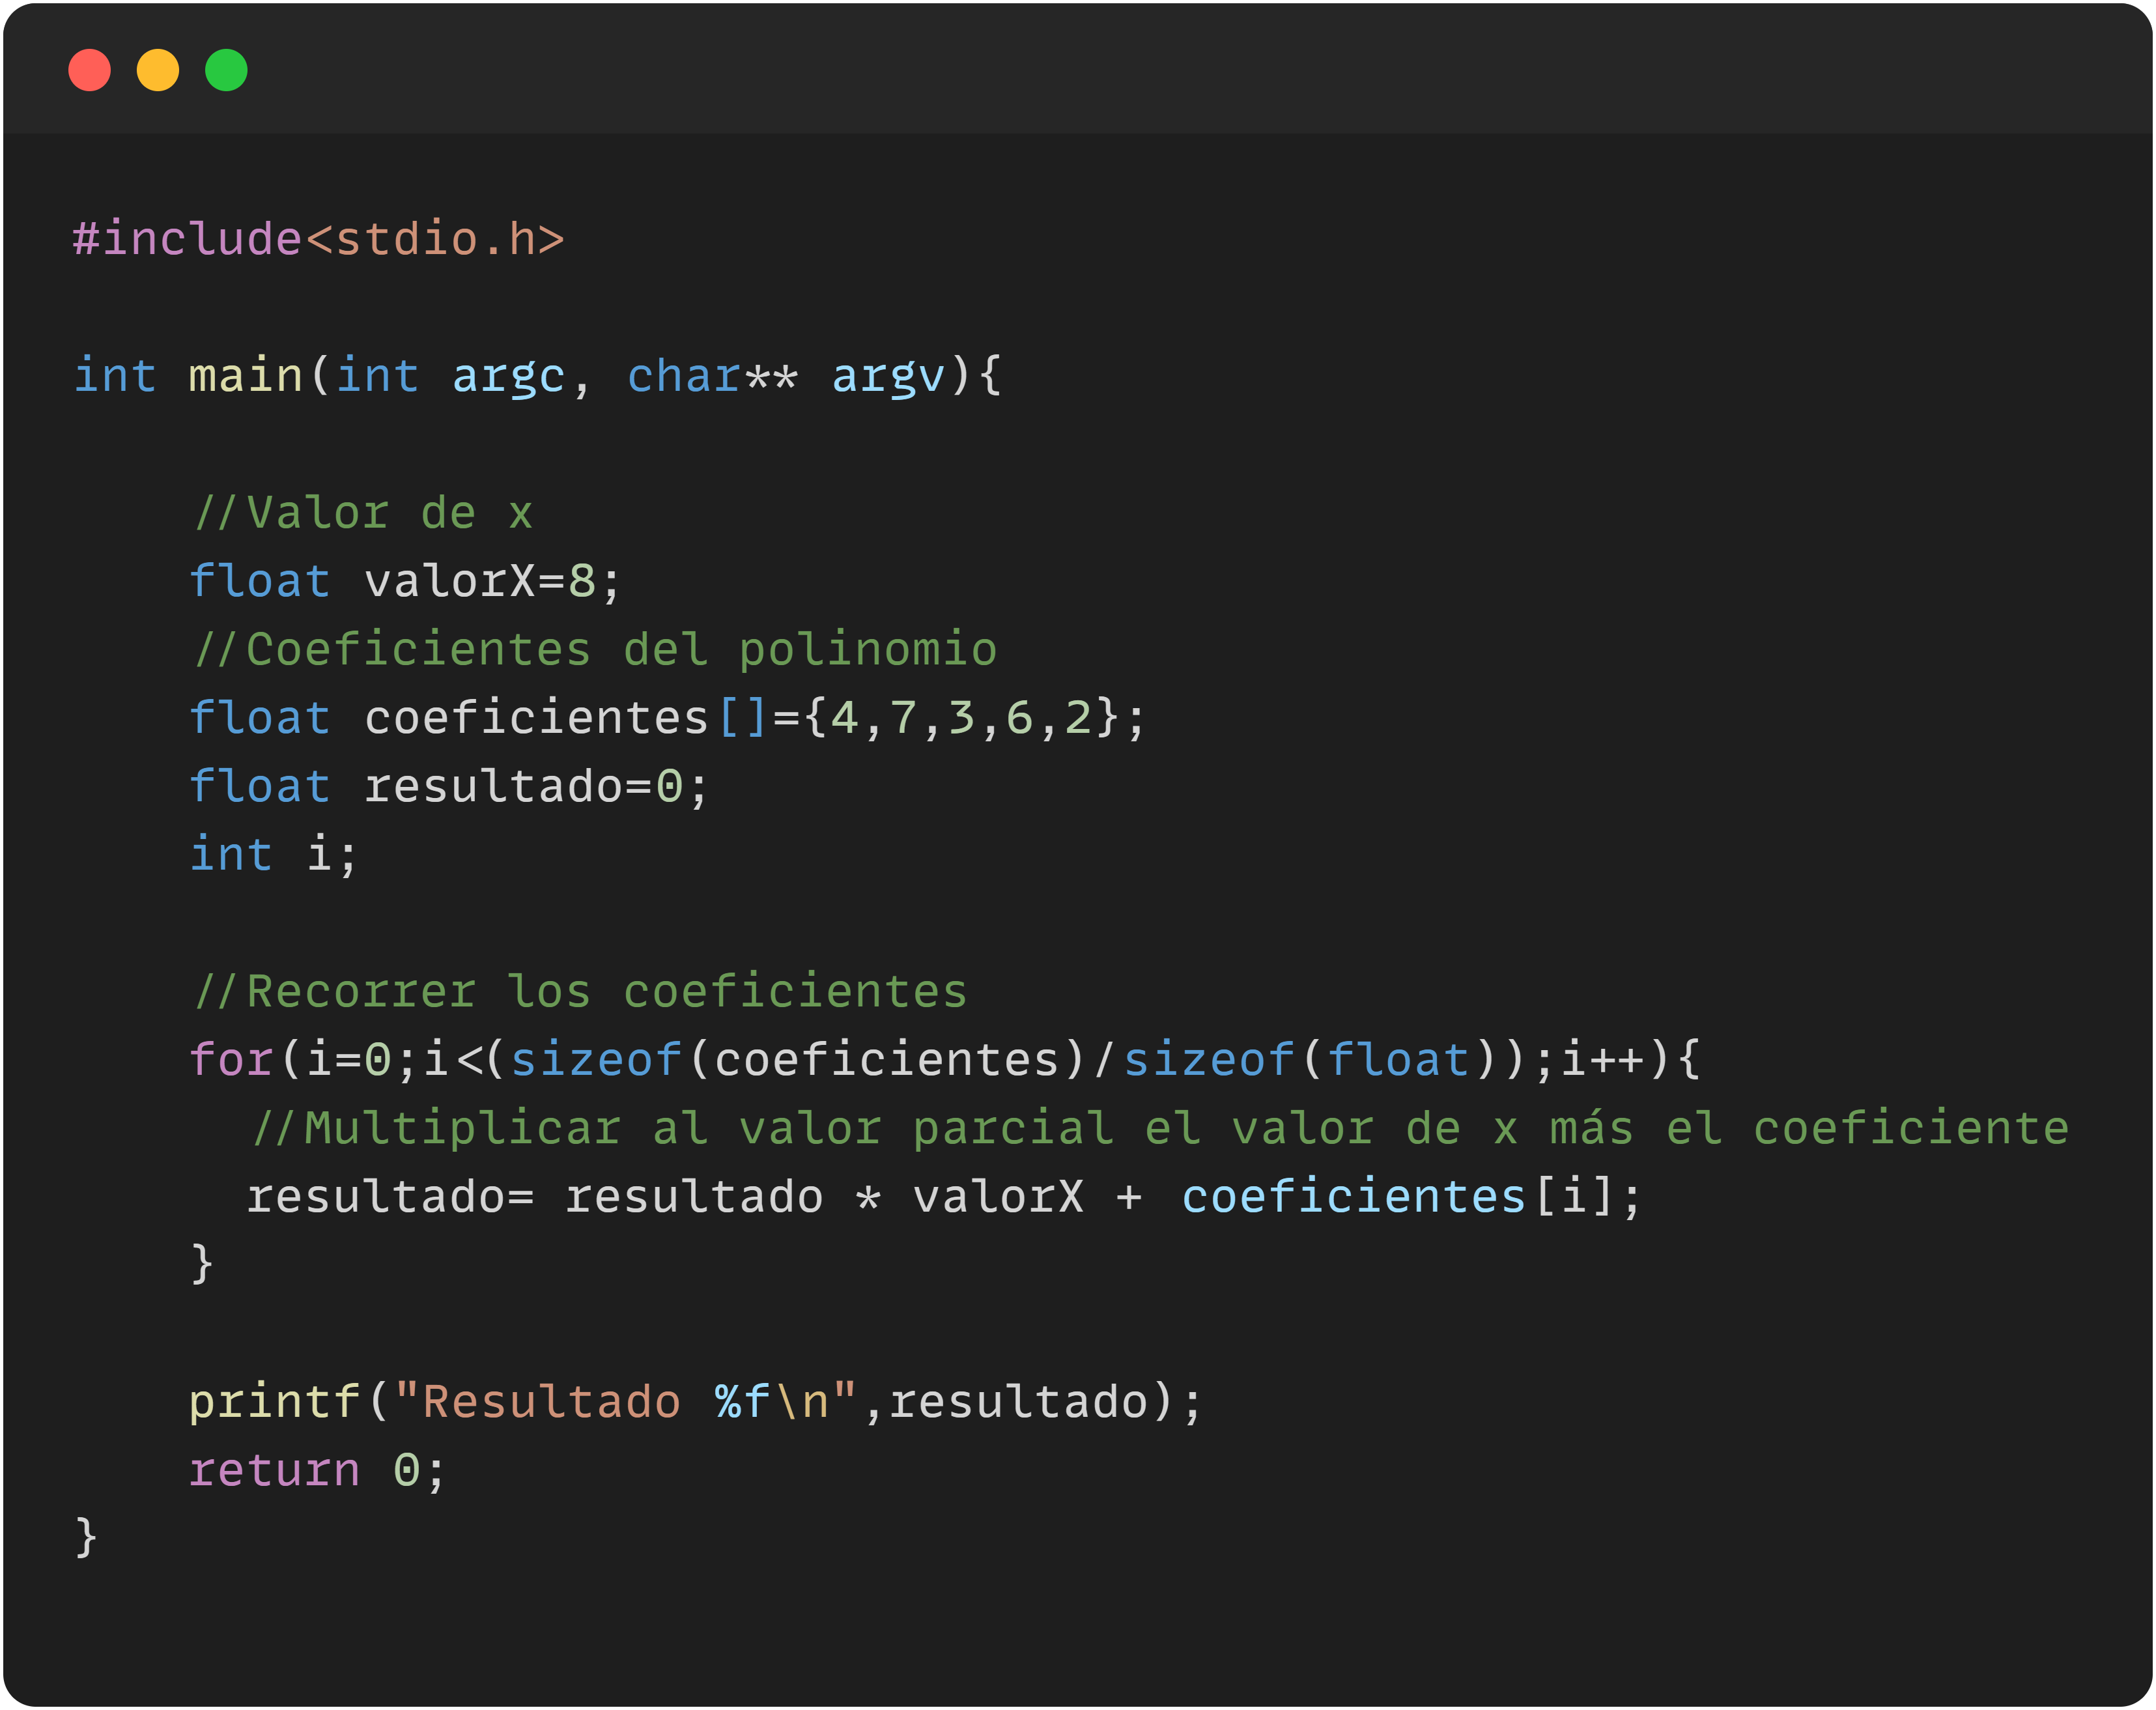 #include<stdio.h>
int main(int argc, char** argv){
//Valor de x
float valorX=8;
//Coeficientes del polinomio
float coeficientes[]={4,7,3,6,2};
float resultado=0;
int i;
//Recorrer los coeficientes
for(i=0;i<(sizeof(coeficientes)/sizeof(float));i++){
//Multiplicar al valor parcial el valor de x más el coeficiente
resultado= resultado * valorX + coeficientes[i];
}
printf("Resultado %f\n",resultado);
return 0;
}